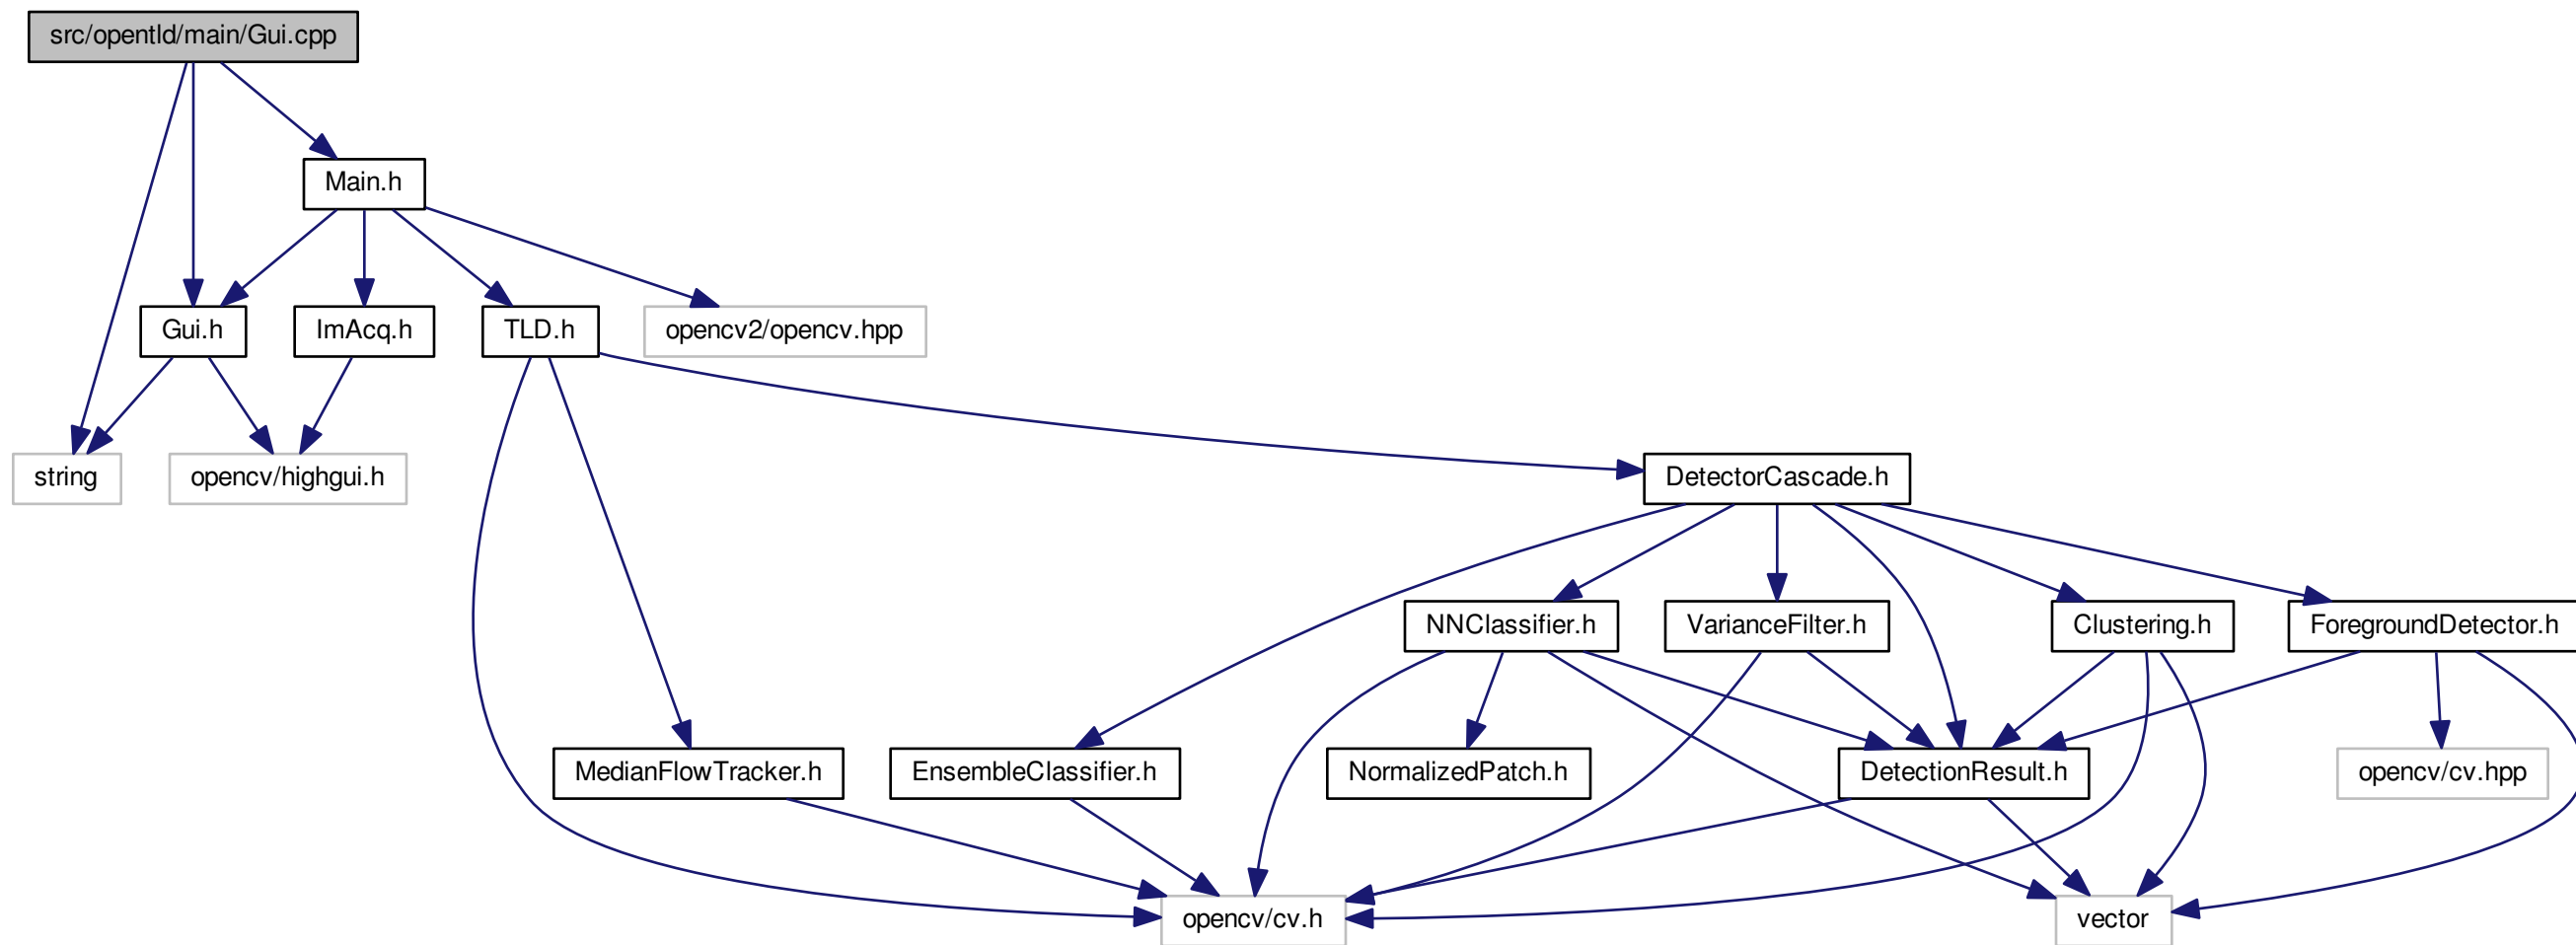 src/opentld/main/Gui.cpp
Main.h
Gui.h
ImAcq.h
TLD.h
opencv2/opencv.hpp
string
opencv/highgui.h
DetectorCascade.h
NNClassifier.h
VarianceFilter.h
Clustering.h
ForegroundDetector.h
MedianFlowTracker.h
EnsembleClassifier.h
NormalizedPatch.h
DetectionResult.h
opencv/cv.hpp
opencv/cv.h
vector